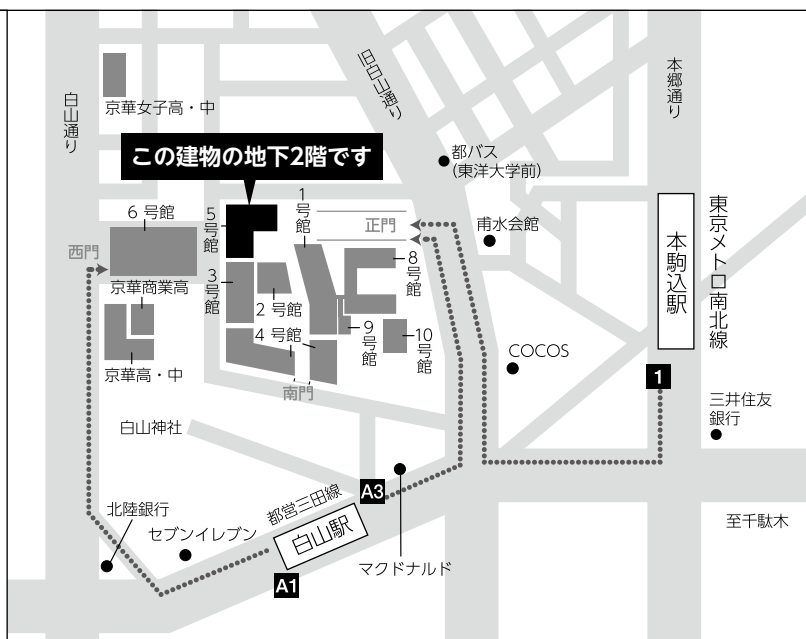 白山通り
京華女子高・中
旧白山通り
本郷通り
この建物の地下2階です
都バス
(東洋大学前)
6 号館
5号館
1号館
正門
甫水会館
本駒込駅
東京メトロ南北線
西門
京華商業高
3号館
2 号館
8号館
4 号館
9号館
10号館
京華高・中
南門
COCOS
1
三井住友
銀行
白山神社
A3
都営三田線
北陸銀行
セブンイレブン
白山駅
マクドナルド
至千駄木
A1